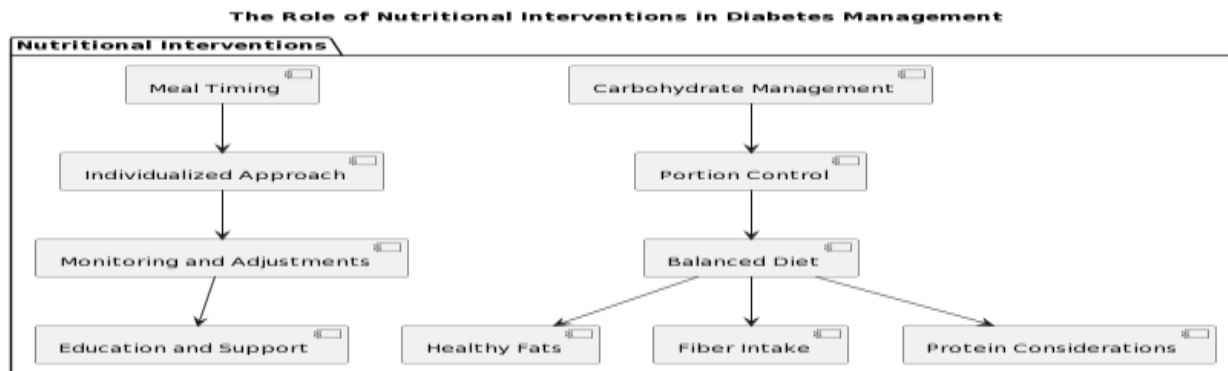 The Role of Nutritional Interventions in Diabetes Management
Nutritional Interventions
Meal Timing
Carbohydrate Management
Individualized Approach
Portion Control
Monitoring and Adjustments
Balanced Diet
Education and Support
Healthy Fats
Fiber Intake
Protein Considerations